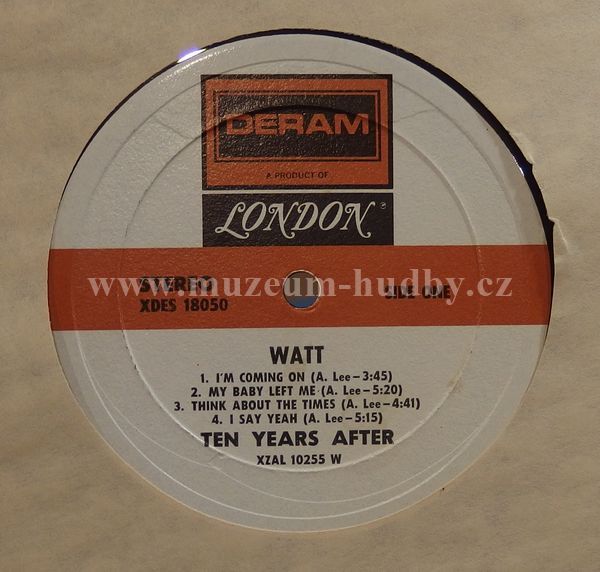 DERAM
A PRODUCT OF
LONDON®
www.muzeum-hudby.cz
STEREO
XDES 18050
SIDE ONE
WATT
1. I'M COMING ON (A. Lee–3:45)
2. MY BABY LEFT ME (A. Lee–5:20)
3. THINK ABOUT THE TIMES (A. Lee–4:41)
4. I SAY YEAH (A. Lee–5:15)
TEN YEARS AFTER
XZAL 10255 W